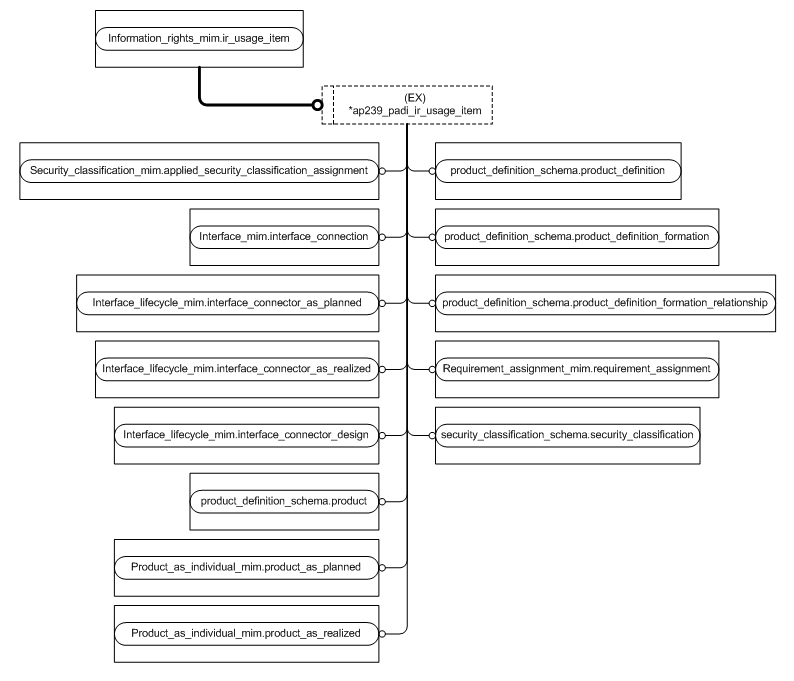 Information_rights_mim.ir_usage_item
(EX)
*ap239_padi_ir_usage_item
Security_classification_mim.applied_security_classification_assignment
product_definition_schema.product_definition
Interface_mim.interface_connection
product_definition_schema.product_definition_formation
Interface_lifecycle_mim.interface_connector_as_planned
product_definition_schema.product_definition_formation_relationship
Interface_lifecycle_mim.interface_connector_as_realized
Requirement_assignment_mim.requirement_assignment
Interface_lifecycle_mim.interface_connector_design
security_classification_schema.security_classification
product_definition_schema.product
Product_as_individual_mim.product_as_planned
Product_as_individual_mim.product_as_realized